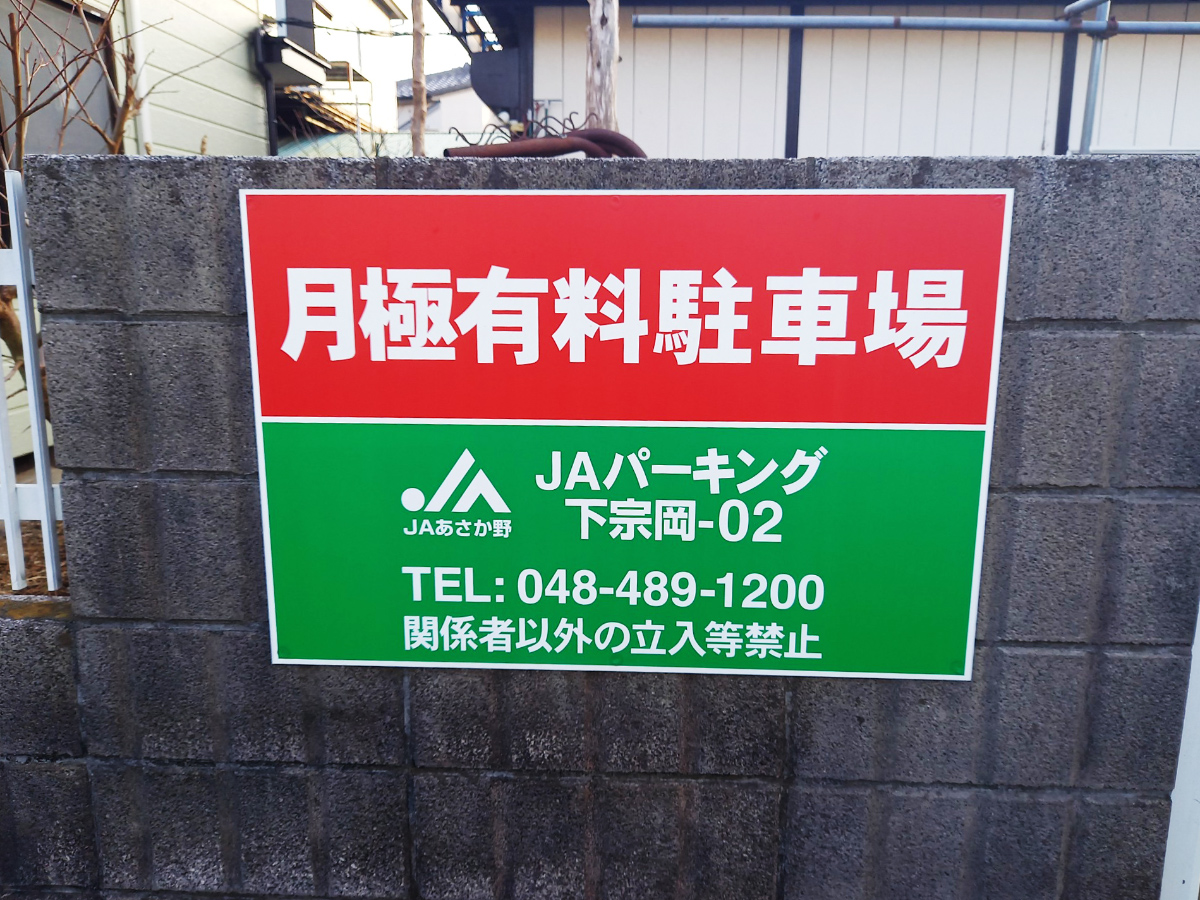 月極有料駐車場
JAパーキング
下宗岡-02
JAあさか野
TEL: 048-489-1200
関係者以外の立入等禁止